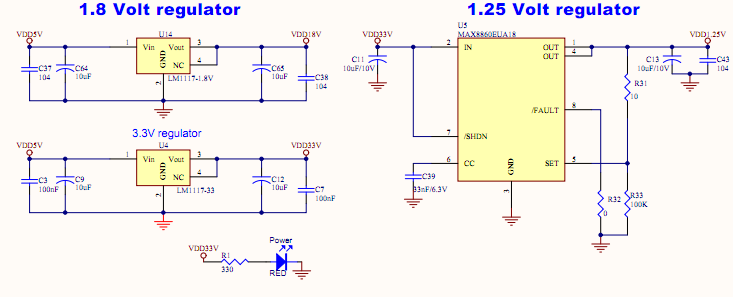 1.8 Volt regulator
VDD5V
U14
VDD18V
1
Vin
Vout
3
GND
NC
4
2
LM1117-1.8V
C37
104
C64
10uF
C65
10uF
C38
104
3.3V regulator
VDD5V
U4
VDD33V
1
Vin
Vout
3
GND
NC
4
2
LM1117-33
C3
100nF
C9
10uF
C12
10uF
C7
100nF
VDD33V
R1
330
Power
RED
1.25 Volt regulator
U5
MAX8860EUA18
VDD33V
VDD1.25V
2
IN
OUT
1
OUT
4
C11
10uF/10V
C13
10uF/10V
C43
104
R31
10
/FAULT
8
7
/SHDN
6
CC
SET
5
GND
3
C39
33nF/6.3V
R32
0
R33
100K